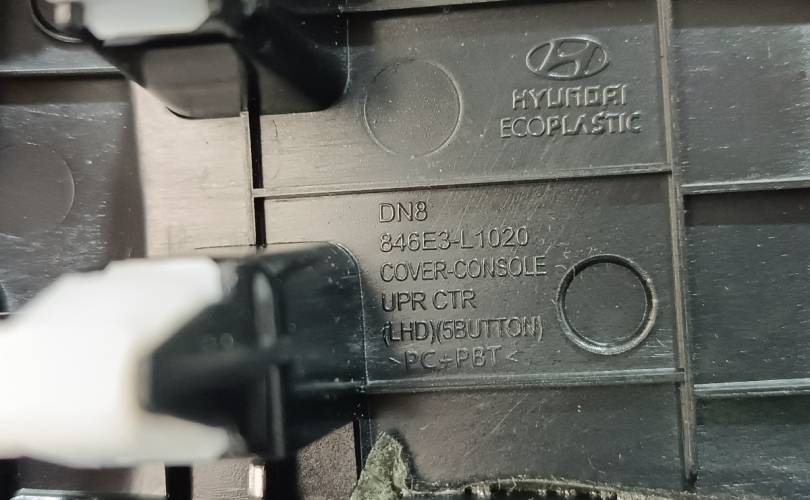 HYUNDAI
ECOPLASTIC
DN8
846E3-L1020
COVER-CONSOLE
UPR CTR
(LHD)(5BUTTON)
>PC+PBT<